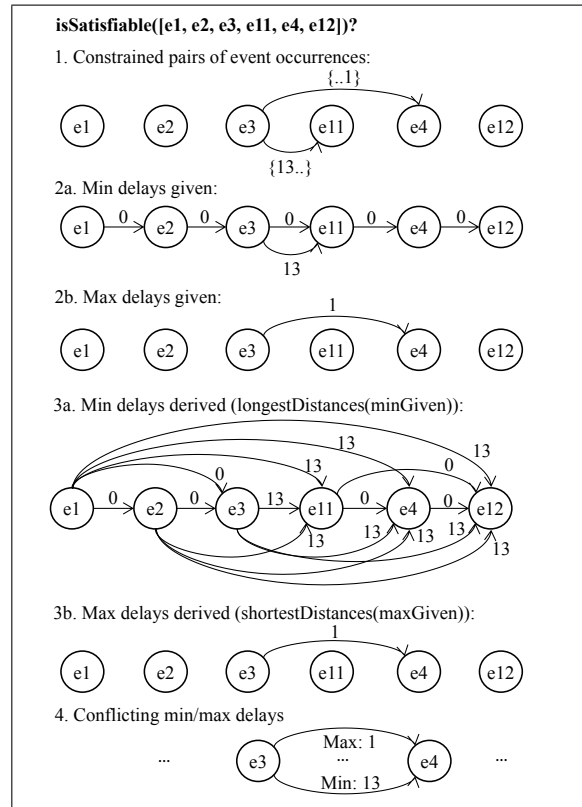 isSatisfiable([e1, e2, e3, e11, e4, e12])?
1. Constrained pairs of event occurrences:
{..1}
e1 e2 e3 e11 e4 e12
{13..}
2a. Min delays given:
0 0 0 0 0
e1 e2 e3 e11 e4 e12
13
2b. Max delays given:
1
e1 e2 e3 e11 e4 e12
3a. Min delays derived (longestDistances(minGiven)):
13 13
0 13 0
0 0 13 0 0
e1 e2 e3 e11 e4 e12
13 13 13 13 13 13
3b. Max delays derived (shortestDistances(maxGiven)):
1
e1 e2 e3 e11 e4 e12
4. Conflicting min/max delays
Max: 1
... e3 ... e4 ...
Min: 13